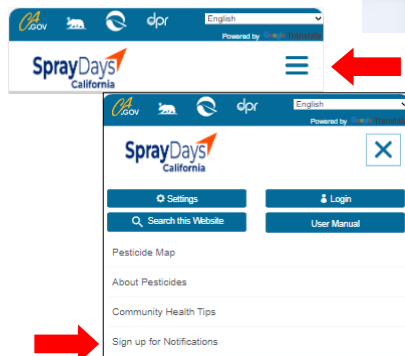 CA.GOV dpr English
Powered by Google Translate
SprayDays
California
CA.GOV dpr English
Powered by Google Translate
SprayDays
California
Settings Login
Search this Website User Manual
Pesticide Map
About Pesticides
Community Health Tips
Sign up for Notifications